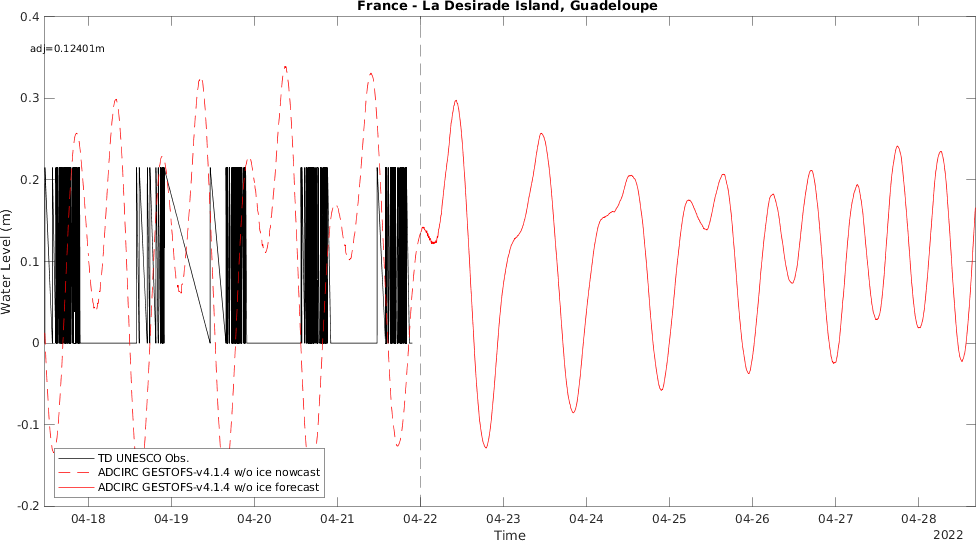 France - La Desirade Island, Guadeloupe
adj=0.12401m
Water Level (m)
0.4
0.3
0.2
0.1
0
-0.1
-0.2
TD UNESCO Obs.
ADCIRC GESTOFS-v4.1.4 w/o ice nowcast
ADCIRC GESTOFS-v4.1.4 w/o ice forecast
04-18 04-19 04-20 04-21 04-22 04-23 04-24 04-25 04-26 04-27 04-28
Time
2022